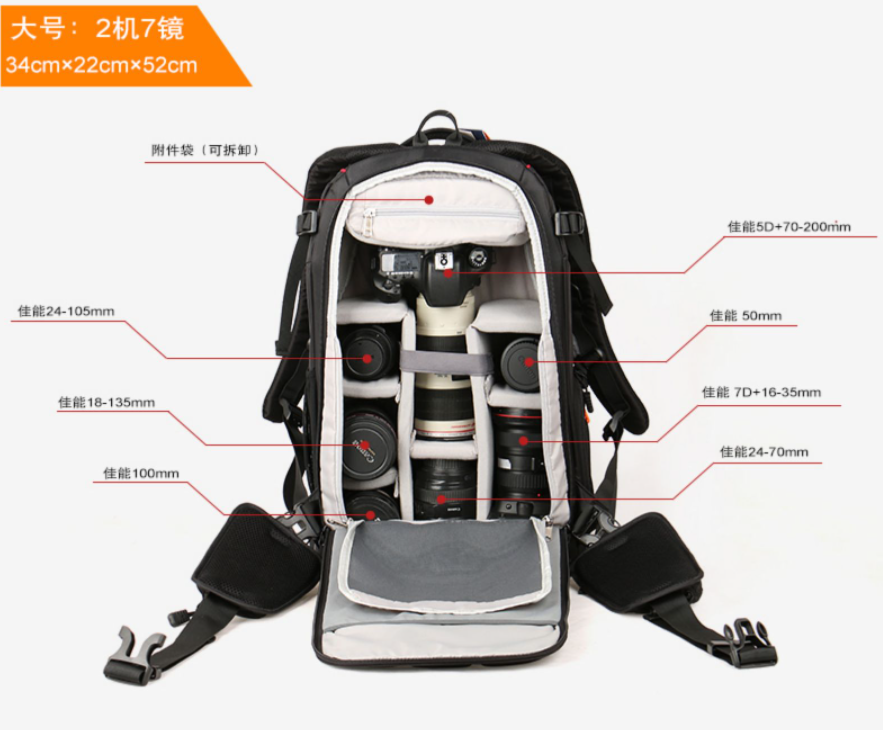 大号：2机7镜
34cm×22cm×52cm
附件袋（可拆卸）
佳能5D+70-200mm
佳能24-105mm
佳能 50mm
佳能18-135mm
佳能 7D+16-35mm
佳能24-70mm
佳能100mm
Canon